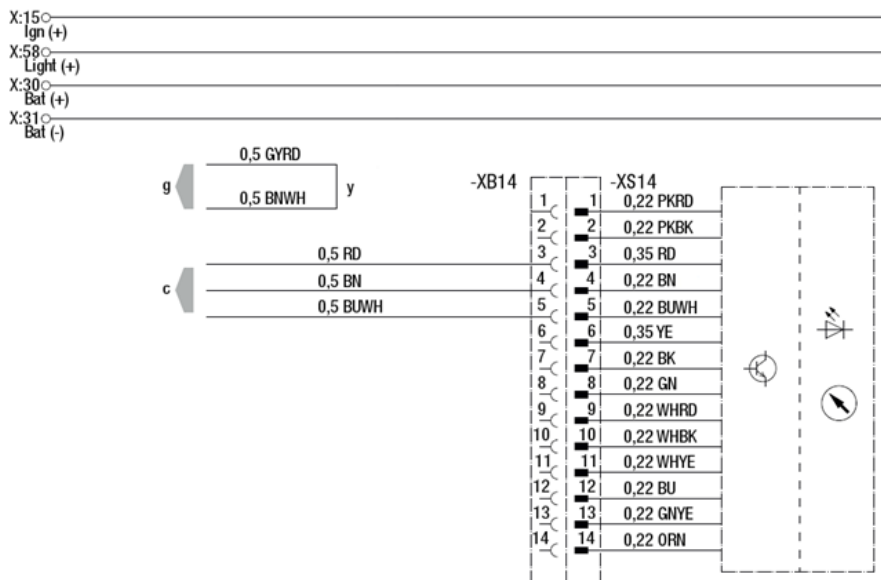 X:15
Ign (+)
X:58
Light (+)
X:30
Bat (+)
X:31
Bat (-)
g
0,5 GYRD
0,5 BNWH
y
-XB14
-XS14
1 1 0,22 PKRD
2 2 0,22 PKBK
c
0,5 RD 3 3 0,35 RD
0,5 BN 4 4 0,22 BN
0,5 BUWH 5 5 0,22 BUWH
6 6 0,35 YE
7 7 0,22 BK
8 8 0,22 GN
9 9 0,22 WHRD
10 10 0,22 WHBK
11 11 0,22 WHYE
12 12 0,22 BU
13 13 0,22 GNYE
14 14 0,22 ORN